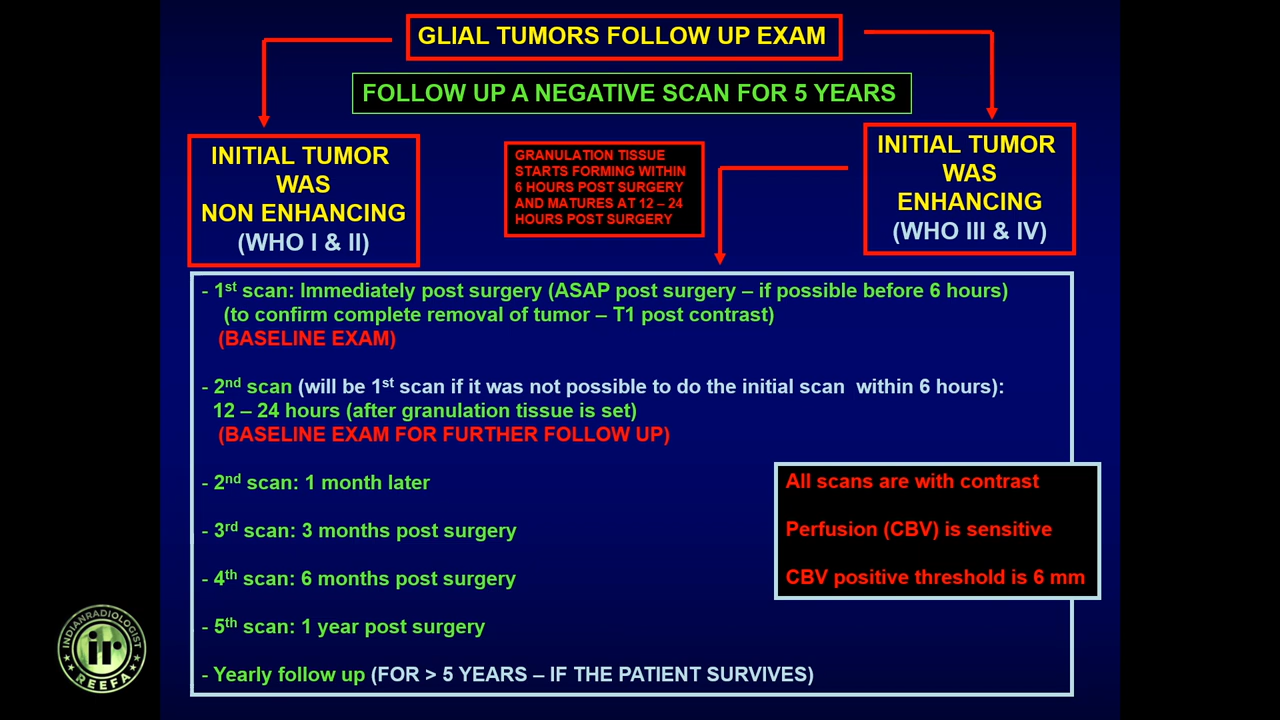 GLIAL TUMORS FOLLOW UP EXAM
FOLLOW UP A NEGATIVE SCAN FOR 5 YEARS
INITIAL TUMOR
WAS
NON ENHANCING
(WHO I & II)
GRANULATION TISSUE
STARTS FORMING WITHIN
6 HOURS POST SURGERY
AND MATURES AT 12 – 24
HOURS POST SURGERY
INITIAL TUMOR
WAS
ENHANCING
(WHO III & IV)
- 1st scan: Immediately post surgery (ASAP post surgery – if possible before 6 hours)
(to confirm complete removal of tumor – T1 post contrast)
(BASELINE EXAM)
- 2nd scan (will be 1st scan if it was not possible to do the initial scan within 6 hours):
12 – 24 hours (after granulation tissue is set)
(BASELINE EXAM FOR FURTHER FOLLOW UP)
- 2nd scan: 1 month later
- 3rd scan: 3 months post surgery
- 4th scan: 6 months post surgery
- 5th scan: 1 year post surgery
- Yearly follow up (FOR > 5 YEARS – IF THE PATIENT SURVIVES)
All scans are with contrast
Perfusion (CBV) is sensitive
CBV positive threshold is 6 mm
INDIANRADIOLOGIST
ir
REEFA